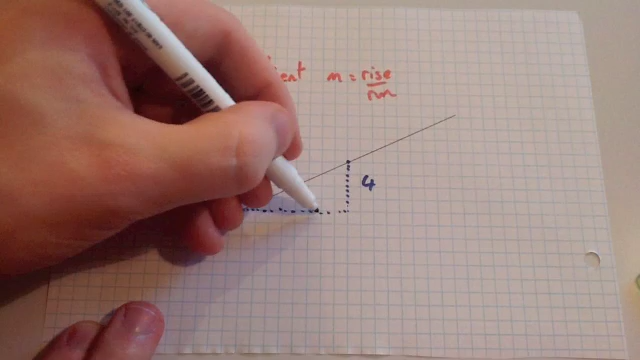 m = rise
run
4